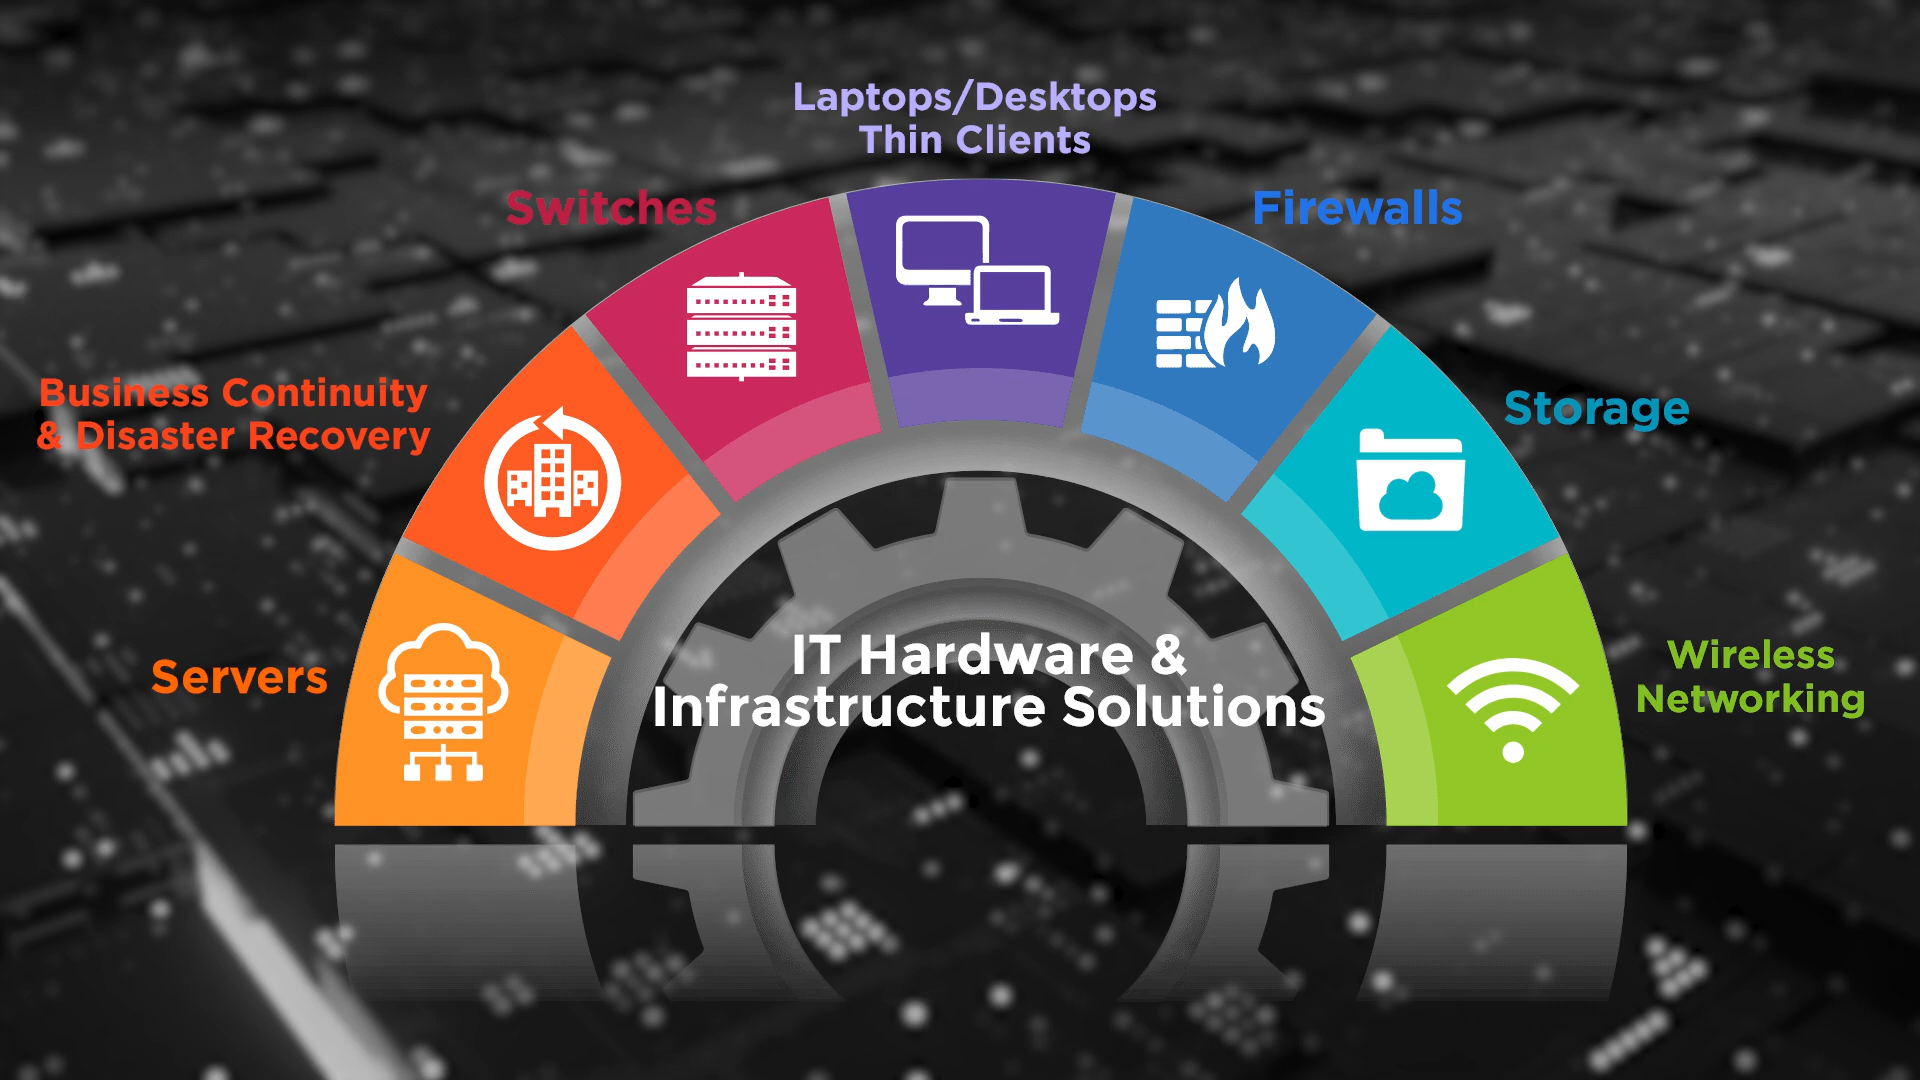 Laptops/Desktops
Thin Clients
Switches
Firewalls
Business Continuity
& Disaster Recovery
Storage
Servers
IT Hardware &
Infrastructure Solutions
Wireless
Networking